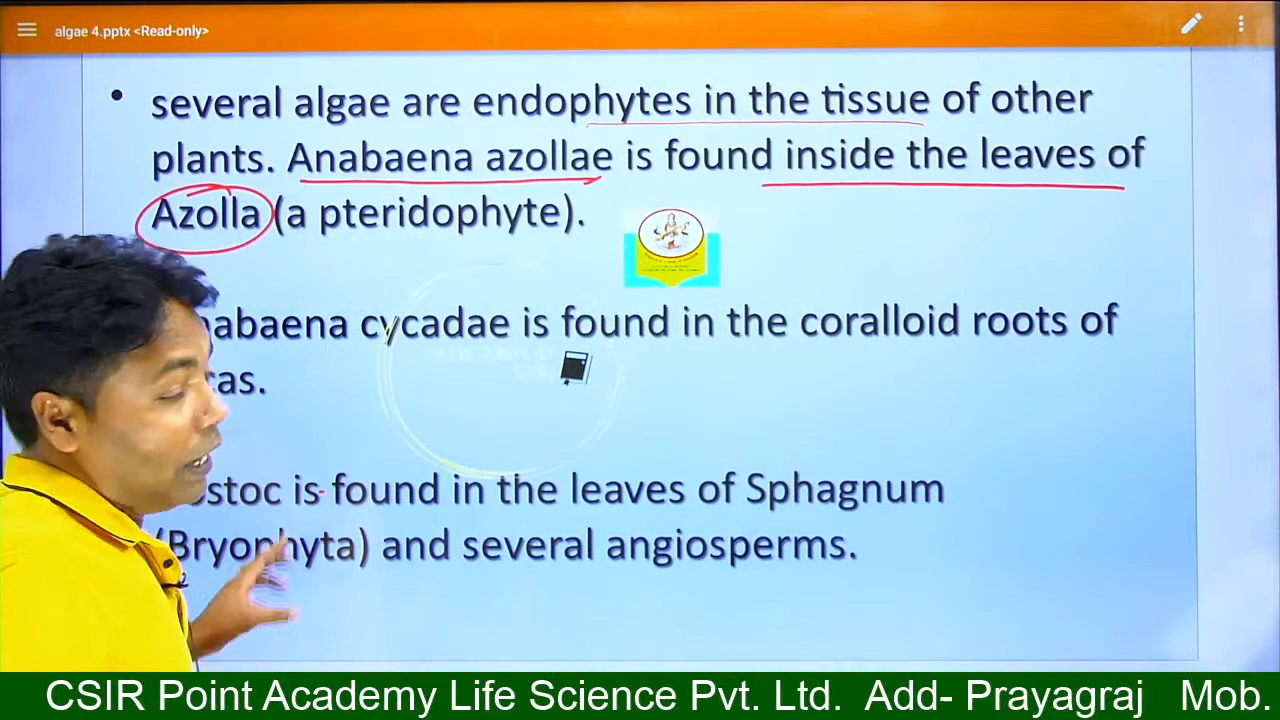 algae 4.pptx <Read-only>
• several algae are endophytes in the tissue of other
plants. Anabaena azollae is found inside the leaves of
Azolla (a pteridophyte).
nabaena cycadae is found in the coralloid roots of
cas.
stoc is found in the leaves of Sphagnum
(Bryophyta) and several angiosperms.
CSIR Point Academy Life Science Pvt. Ltd. Add- Prayagraj Mob.